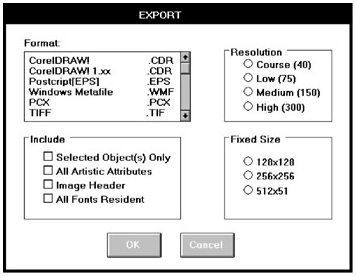 EXPORT
Format:
CorelDRAW! .CDR
CorelDRAW! 1.xx .CDR
Postcript[EPS] .EPS
Windows Metafile .WMF
PCX .PCX
TIFF .TIF
Resolution
Course (40)
Low (75)
Medium (150)
High (300)
Include
Selected Object(s) Only
All Artistic Attributes
Image Header
All Fonts Resident
Fixed Size
128x128
256x256
512x51
OK
Cancel